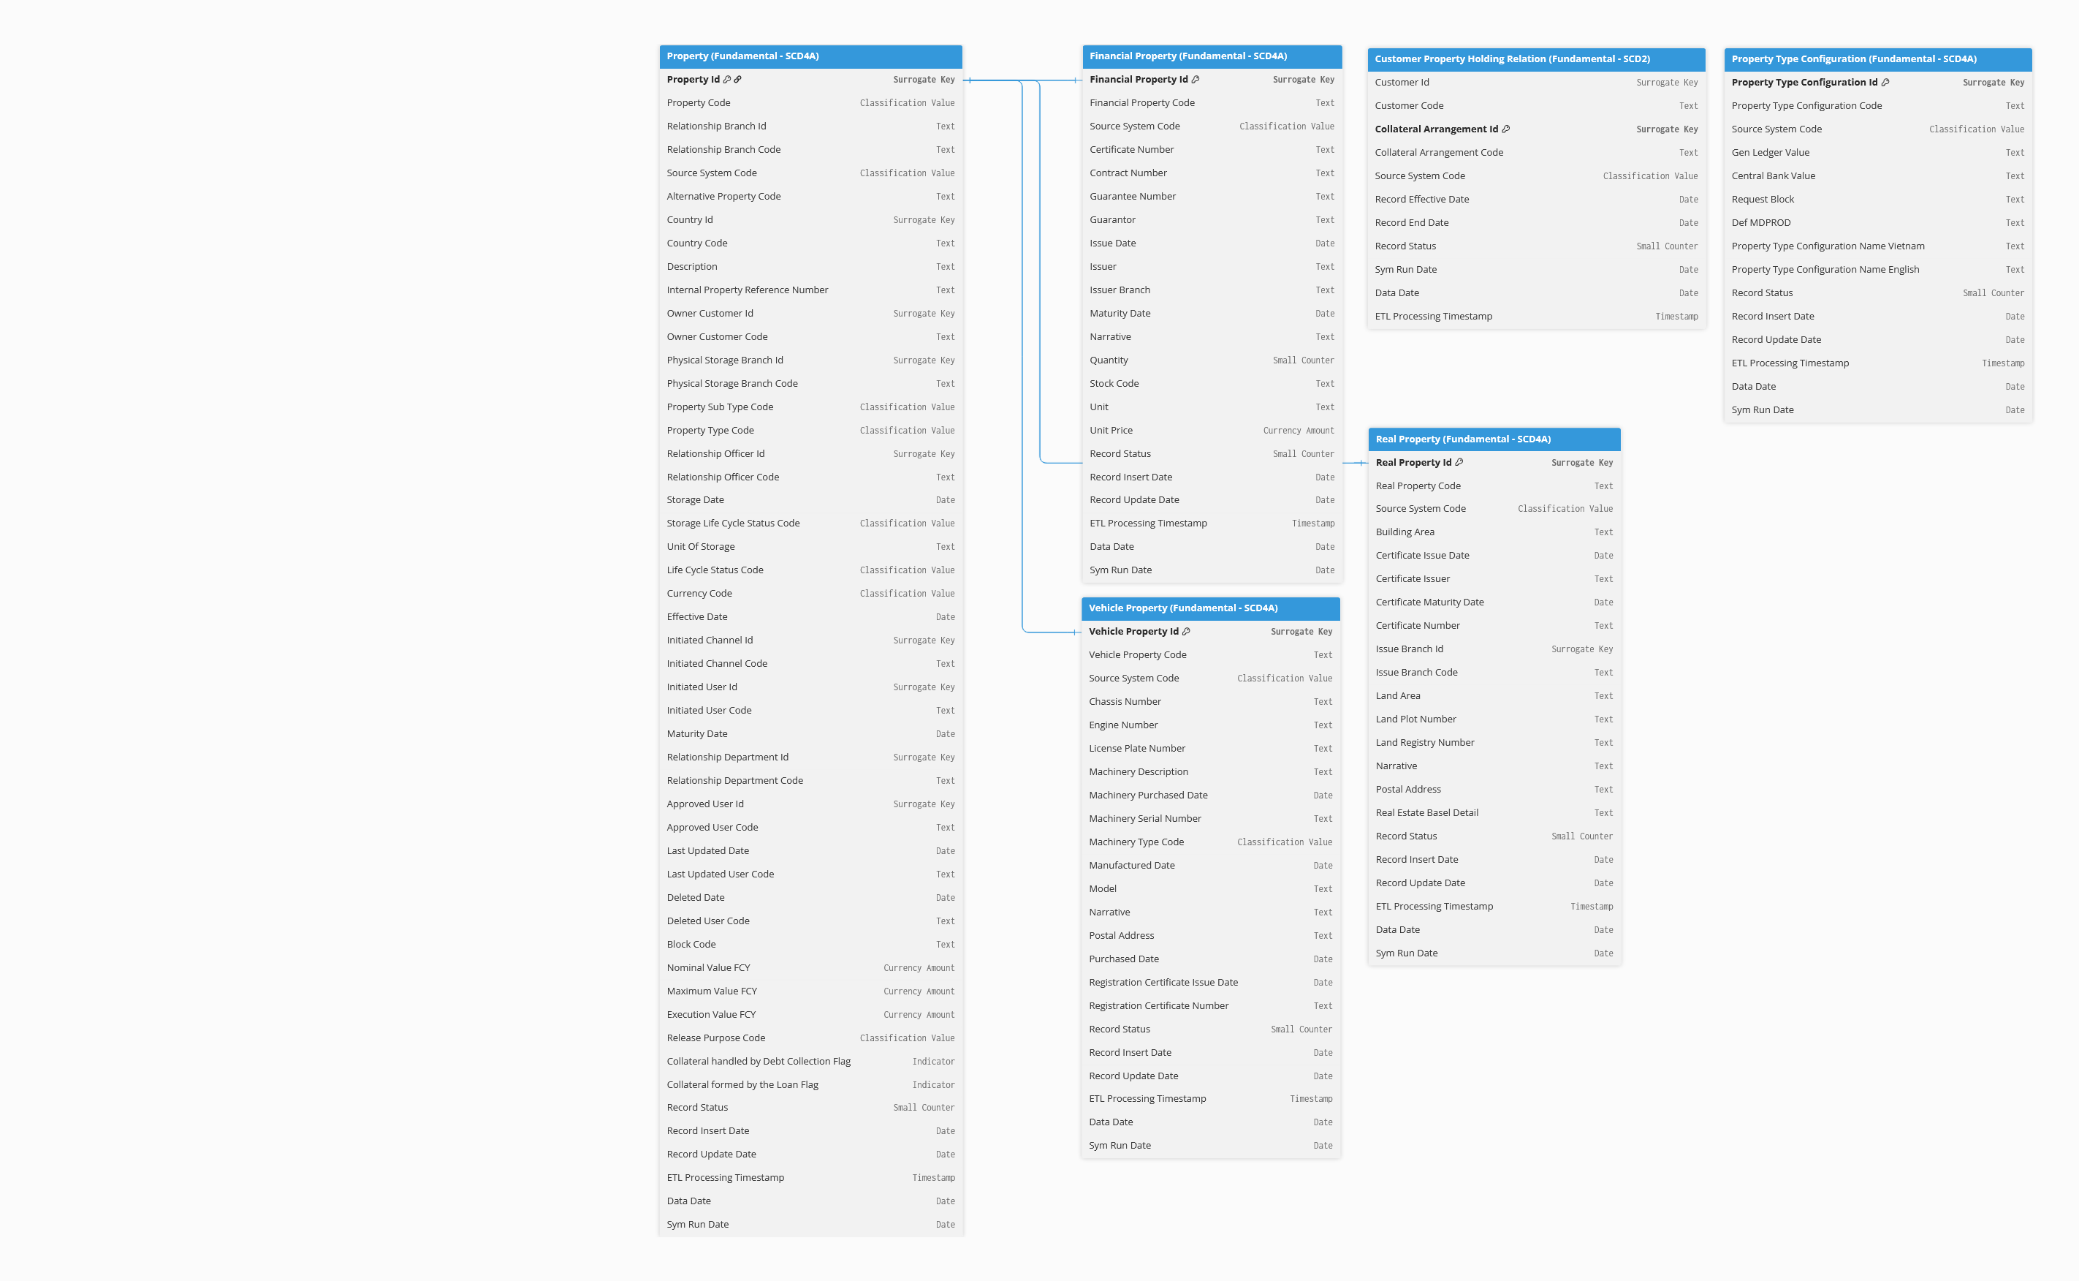 Property (Fundamental - SCD4A)
Property Id Surrogate Key
Property Code Classification Value
Relationship Branch Id Text
Relationship Branch Code Text
Source System Code Classification Value
Alternative Property Code Text
Country Id Surrogate Key
Country Code Text
Description Text
Internal Property Reference Number Text
Owner Customer Id Surrogate Key
Owner Customer Code Text
Physical Storage Branch Id Surrogate Key
Physical Storage Branch Code Text
Property Sub Type Code Classification Value
Property Type Code Classification Value
Relationship Officer Id Surrogate Key
Relationship Officer Code Text
Storage Date Date
Storage Life Cycle Status Code Classification Value
Unit Of Storage Text
Life Cycle Status Code Classification Value
Currency Code Classification Value
Effective Date Date
Initiated Channel Id Surrogate Key
Initiated Channel Code Text
Initiated User Id Surrogate Key
Initiated User Code Text
Maturity Date Date
Relationship Department Id Surrogate Key
Relationship Department Code Text
Approved User Id Surrogate Key
Approved User Code Text
Last Updated Date Date
Last Updated User Code Text
Deleted Date Date
Deleted User Code Text
Block Code Text
Nominal Value FCY Currency Amount
Maximum Value FCY Currency Amount
Execution Value FCY Currency Amount
Release Purpose Code Classification Value
Collateral handled by Debt Collection Flag Indicator
Collateral formed by the Loan Flag Indicator
Record Status Small Counter
Record Insert Date Date
Record Update Date Date
ETL Processing Timestamp Timestamp
Data Date Date
Sym Run Date Date
Financial Property (Fundamental - SCD4A)
Financial Property Id Surrogate Key
Financial Property Code Text
Source System Code Classification Value
Certificate Number Text
Contract Number Text
Guarantee Number Text
Guarantor Text
Issue Date Date
Issuer Text
Issuer Branch Text
Maturity Date Date
Narrative Text
Quantity Small Counter
Stock Code Text
Unit Text
Unit Price Currency Amount
Record Status Small Counter
Record Insert Date Date
Record Update Date Date
ETL Processing Timestamp Timestamp
Data Date Date
Sym Run Date Date
Vehicle Property (Fundamental - SCD4A)
Vehicle Property Id Surrogate Key
Vehicle Property Code Text
Source System Code Classification Value
Chassis Number Text
Engine Number Text
License Plate Number Text
Machinery Description Text
Machinery Purchased Date Date
Machinery Serial Number Text
Machinery Type Code Classification Value
Manufactured Date Date
Model Text
Narrative Text
Postal Address Text
Purchased Date Date
Registration Certificate Issue Date Date
Registration Certificate Number Text
Record Status Small Counter
Record Insert Date Date
Record Update Date Date
ETL Processing Timestamp Timestamp
Data Date Date
Sym Run Date Date
Customer Property Holding Relation (Fundamental - SCD2)
Customer Id Surrogate Key
Customer Code Text
Collateral Arrangement Id Surrogate Key
Collateral Arrangement Code Text
Source System Code Classification Value
Record Effective Date Date
Record End Date Date
Record Status Small Counter
Sym Run Date Date
Data Date Date
ETL Processing Timestamp Timestamp
Real Property (Fundamental - SCD4A)
Real Property Id Surrogate Key
Real Property Code Text
Source System Code Classification Value
Building Area Text
Certificate Issue Date Date
Certificate Issuer Text
Certificate Maturity Date Date
Certificate Number Text
Issue Branch Id Surrogate Key
Issue Branch Code Text
Land Area Text
Land Plot Number Text
Land Registry Number Text
Narrative Text
Postal Address Text
Real Estate Basel Detail Text
Record Status Small Counter
Record Insert Date Date
Record Update Date Date
ETL Processing Timestamp Timestamp
Data Date Date
Sym Run Date Date
Property Type Configuration (Fundamental - SCD4A)
Property Type Configuration Id Surrogate Key
Property Type Configuration Code Text
Source System Code Classification Value
Gen Ledger Value Text
Central Bank Value Text
Request Block Text
Def MDPROD Text
Property Type Configuration Name Vietnam Text
Property Type Configuration Name English Text
Record Status Small Counter
Record Insert Date Date
Record Update Date Date
ETL Processing Timestamp Timestamp
Data Date Date
Sym Run Date Date